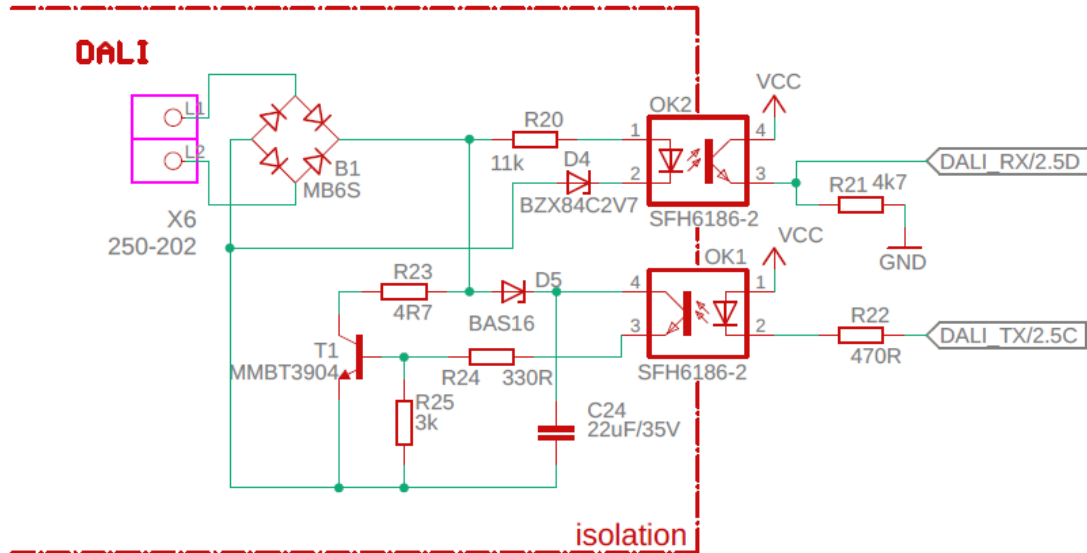 DALI
L1
L2
X6
250-202
B1
MB6S
R20
11k
D4
BZX84C2V7
OK2
1
2
4
3
SFH6186-2
VCC
DALI_RX/2.5D
R21
4k7
GND
R23
4R7
D5
BAS16
OK1
4
3
1
2
SFH6186-2
VCC
R22
470R
DALI_TX/2.5C
T1
MMBT3904
R24
330R
R25
3k
C24
22uF/35V
isolation